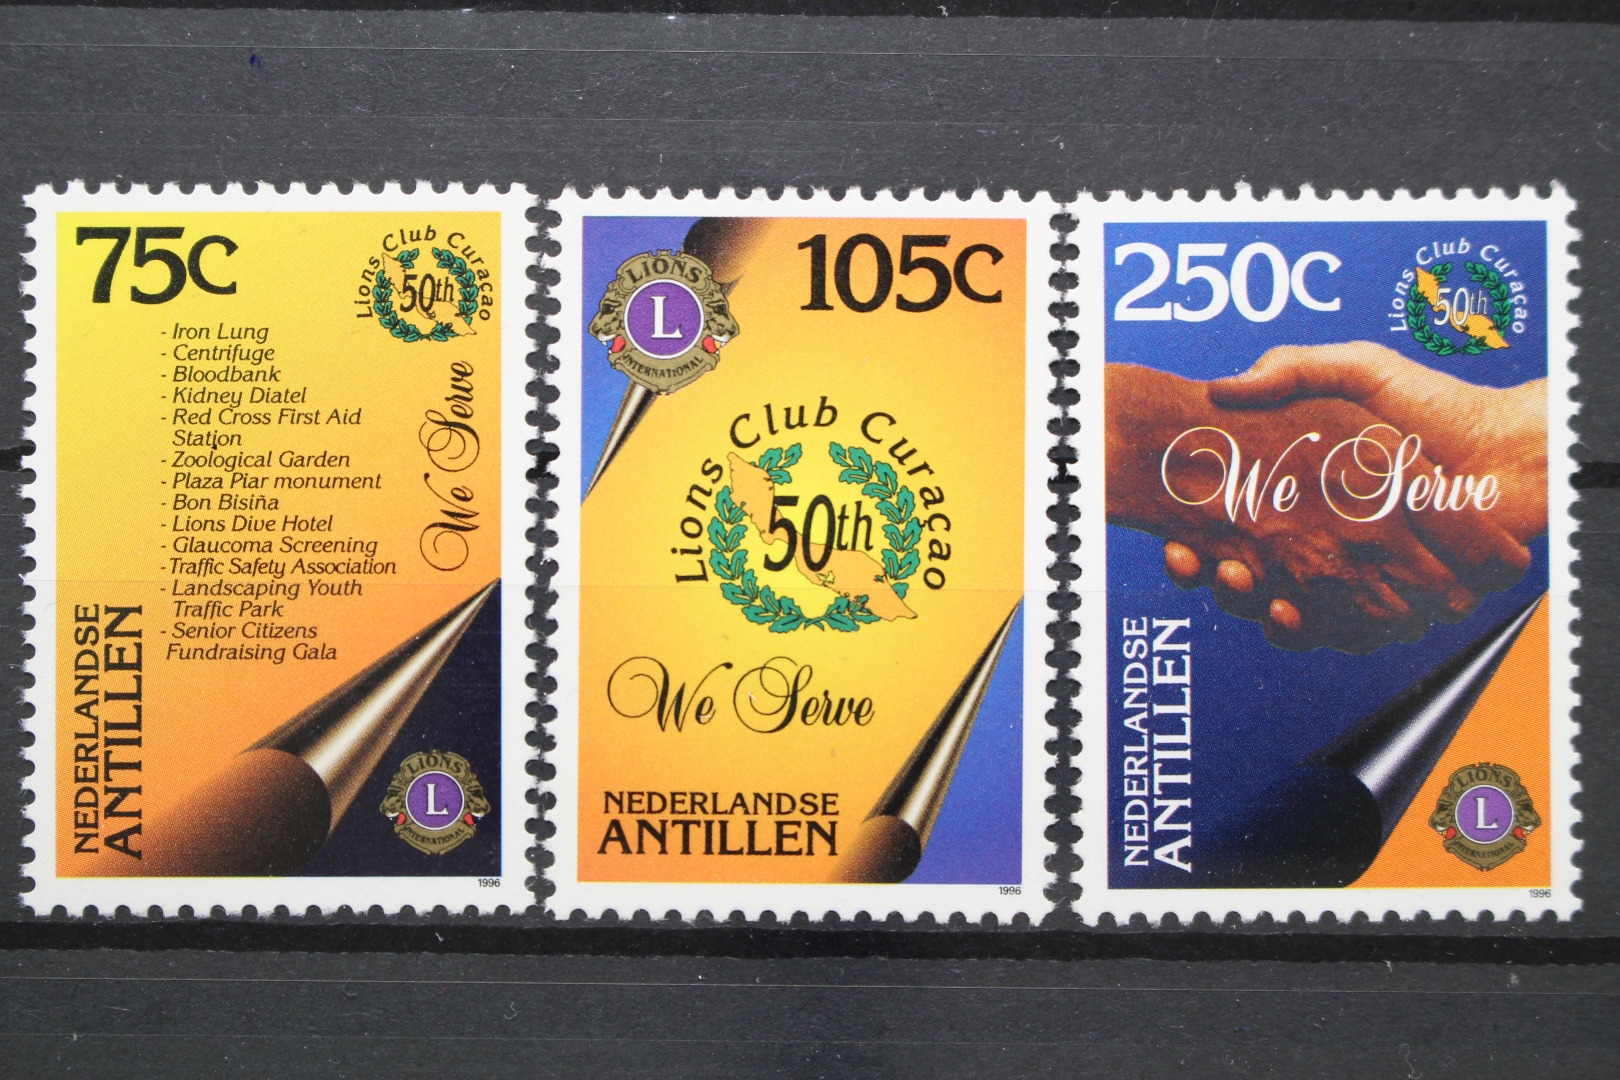 75c
Lions Club Curaçao
50th
- Iron Lung
- Centrifuge
- Bloodbank
- Kidney Diatel
- Red Cross First Aid
Station
- Zoological Garden
- Plaza Piar monument
- Bon Bisiña
- Lions Dive Hotel
- Glaucoma Screening
- Traffic Safety Association
- Landscaping Youth
Traffic Park
- Senior Citizens
Fundraising Gala
We Serve
NEDERLANDSE
ANTILLEN
LIONS
L
INTERNATIONAL
1996
105c
LIONS
L
INTERNATIONAL
Lions Club Curaçao
50th
We Serve
NEDERLANDSE
ANTILLEN
1996
250c
Lions Club Curaçao
50th
We Serve
NEDERLANDSE
ANTILLEN
LIONS
L
INTERNATIONAL
1996